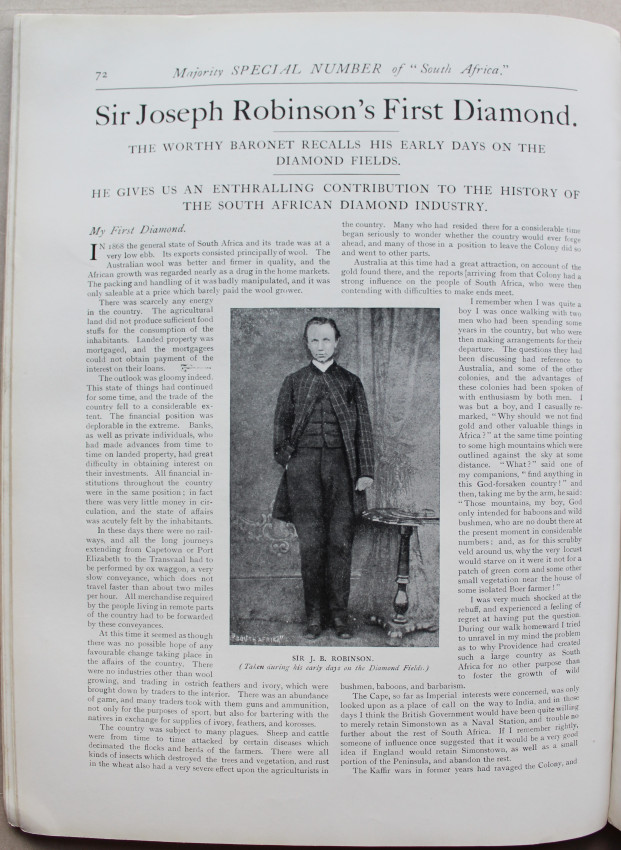 72
Majority SPECIAL NUMBER of "South Africa."
Sir Joseph Robinson's First Diamond.
THE WORTHY BARONET RECALLS HIS EARLY DAYS ON THE
DIAMOND FIELDS.
HE GIVES US AN ENTHRALLING CONTRIBUTION TO THE HISTORY OF
THE SOUTH AFRICAN DIAMOND INDUSTRY.
My First Diamond.
IN 1868 the general state of South Africa and its trade was at a
very low ebb. Its exports consisted principally of wool. The
Australian wool was better and firmer in quality, and the
African growth was regarded nearly as a drug in the home markets.
The packing and handling of it was badly manipulated, and it was
only saleable at a price which barely paid the wool grower.
There was scarcely any energy
in the country. The agricultural
land did not produce sufficient food
stuffs for the consumption of the
inhabitants. Landed property was
mortgaged, and the mortgagees
could not obtain payment of the
interest on their loans.
The outlook was gloomy indeed.
This state of things had continued
for some time, and the trade of the
country fell to a considerable ex-
tent. The financial position was
deplorable in the extreme. Banks,
as well as private individuals, who
had made advances from time to
time on landed property, had great
difficulty in obtaining interest on
their investments. All financial in-
stitutions throughout the country
were in the same position; in fact
there was very little money in cir-
culation, and the state of affairs
was acutely felt by the inhabitants.
In these days there were no rail-
ways, and all the long journeys
extending from Capetown or Port
Elizabeth to the Transvaal had to
be performed by ox waggon, a very
slow conveyance, which does not
travel faster than about two miles
per hour. All merchandise required
by the people living in remote parts
of the country had to be forwarded
by these conveyances.
At this time it seemed as though
there was no possible hope of any
favourable change taking place in
the affairs of the country. There
were no industries other than wool
growing, and trading in ostrich feathers and ivory, which were
brought down by traders to the interior. There was an abundance
of game, and many traders took with them guns and ammunition,
not only for the purposes of sport, but also for bartering with the
natives in exchange for supplies of ivory, feathers, and korosses.
The country was subject to many plagues. Sheep and cattle
were from time to time attacked by certain diseases which
decimated the flocks and herds of the farmers. There were all
kinds of insects which destroyed the trees and vegetation, and rust
in the wheat also had a very severe effect upon the agriculturists in
"SOUTH AFRICA"
SIR J. B. ROBINSON.
(Taken during his early days on the Diamond Fields.)
the country. Many who had resided there for a considerable time
began seriously to wonder whether the country would ever forge
ahead, and many of those in a position to leave the Colony did so
and went to other parts.
Australia at this time had a great attraction, on account of the
gold found there, and the reports arriving from that Colony had a
strong influence on the people of South Africa, who were then
contending with difficulties to make ends meet.
I remember when I was quite a
boy I was once walking with two
men who had been spending some
years in the country, but who were
then making arrangements for their
departure. The questions they had
been discussing had reference to
Australia, and some of the other
colonies, and the advantages of
these colonies had been spoken of
with enthusiasm by both men. I
was but a boy, and I casually re-
marked, "Why should we not find
gold and other valuable things in
Africa?" at the same time pointing
to some high mountains which were
outlined against the sky at some
distance. "What?" said one of
my companions, "find anything in
this God-forsaken country!" and
then, taking me by the arm, he said:
"Those mountains, my boy, God
only intended for baboons and wild
bushmen, who are no doubt there at
the present moment in considerable
numbers; and, as for this scrubby
veld around us, why the very locust
would starve on it were it not for a
patch of green corn and some other
small vegetation near the house of
some isolated Boer farmer!"
I was very much shocked at the
rebuff, and experienced a feeling of
regret at having put the question.
During our walk homeward I tried
to unravel in my mind the problem
as to why Providence had created
such a large country as South
Africa for no other purpose than
to foster the growth of wild
bushmen, baboons, and barbarism.
The Cape, so far as Imperial interests were concerned, was only
looked upon as a place of call on the way to India, and in those
days I think the British Government would have been quite willing
to merely retain Simonstown as a Naval Station, and trouble no
further about the rest of South Africa. If I remember rightly,
someone of influence once suggested that it would be a very good
idea if England would retain Simonstown, as well as a small
portion of the Peninsula, and abandon the rest.
The Kaffir wars in former years had ravaged the Colony, and